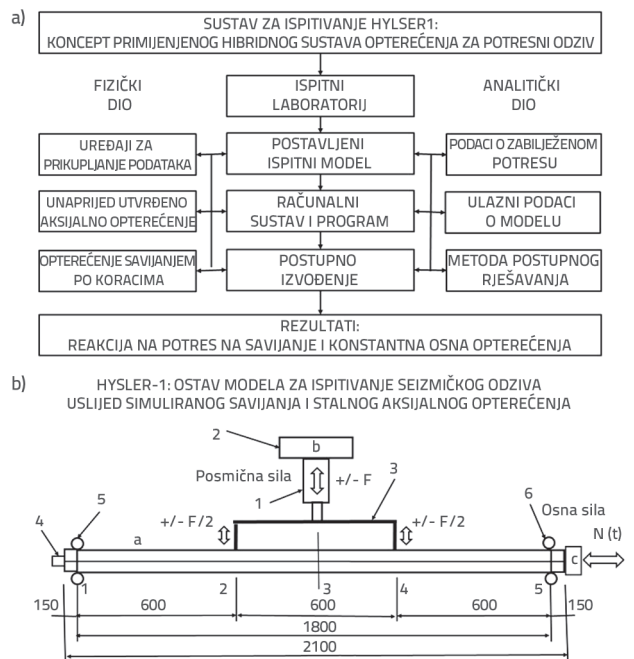 a)
SUSTAV ZA ISPITIVANJE HYLSER1:
KONCEPT PRIMIJENJENOG HIBRIDNOG SUSTAVA OPTEREĆENJA ZA POTRESNI ODZIV
FIZIČKI
DIO
ISPITNI
LABORATORIJ
ANALITIČKI
DIO
UREĐAJI ZA
PRIKUPLJANJE PODATAKA
POSTAVLJENI
ISPITNI MODEL
PODACI O ZABILJEŽENOM
POTRESU
UNAPRIJED UTVRĐENO
AKSIJALNO OPTEREĆENJE
RAČUNALNI
SUSTAV I PROGRAM
ULAZNI PODACI
O MODELU
OPTEREĆENJE SAVIJANJEM
PO KORACIMA
POSTUPNO
IZVOĐENJE
METODA POSTUPNOG
RJEŠAVANJA
REZULTATI:
REAKCIJA NA POTRES NA SAVIJANJE I KONSTANTNA OSNA OPTEREĆENJA
b)
HYSLER-1: OSTAV MODELA ZA ISPITIVANJE SEIZMIČKOG ODZIVA
USLIJED SIMULIRANOG SAVIJANJA I STALNOG AKSIJALNOG OPTEREĆENJA
2
b
Posmična sila
+/- F
3
1
5
6
Osna sila
4
a
+/- F/2
+/- F/2
N (t)
c
1
2
3
4
5
150
600
600
600
150
1800
2100